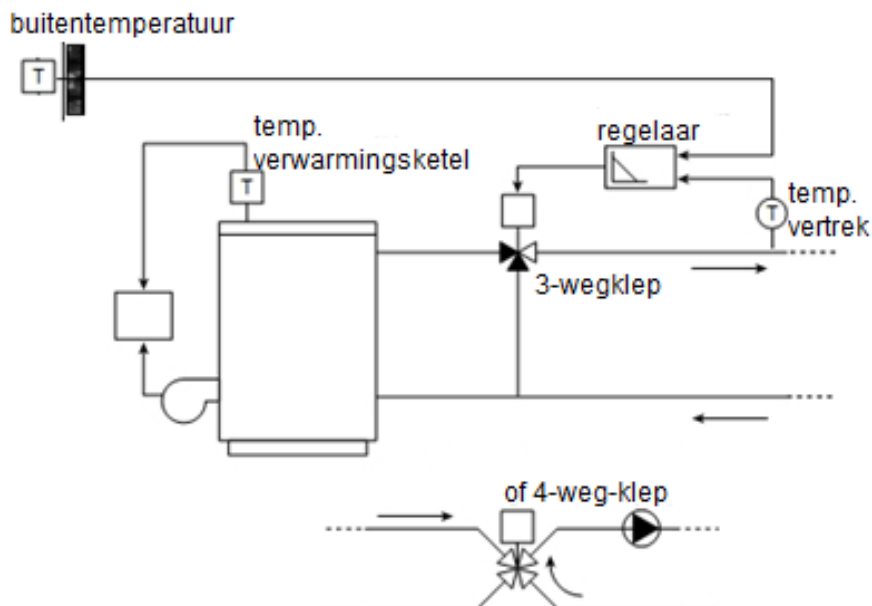 buitentemperatuur
T
temp.
verwarmingsketel
T
regelaar
temp.
vertrek
T
3-wegklep
of 4-weg-klep